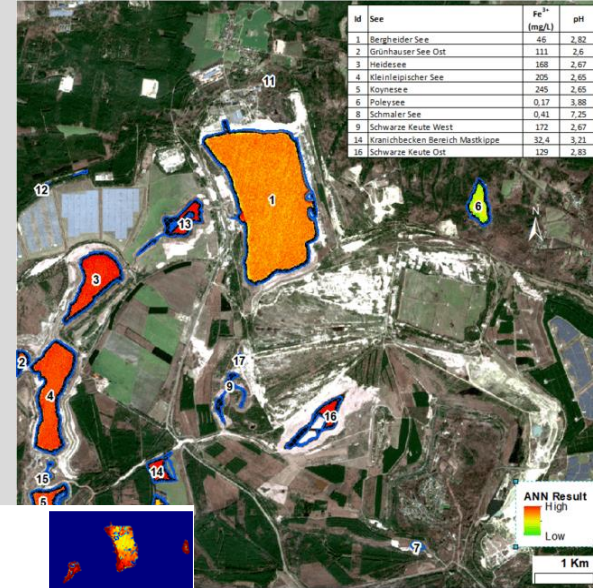 Id See Fe³⁺ (mg/L) pH
1 Bergheider See 46 2,82
2 Grünhauser See Ost 111 2,6
3 Heidesee 168 2,67
4 Kleinleipischer See 205 2,65
5 Koynesee 245 2,65
6 Poleysee 0,17 3,88
8 Schmaler See 0,41 7,25
9 Schwarze Keute West 172 2,67
14 Kranichbecken Bereich Mastkippe 32,4 3,21
16 Schwarze Keute Ost 129 2,83
11
12
1
6
13
N
3
2
17
9
4
16
14
15
5
7
ANN Result
High
Low
1 Km